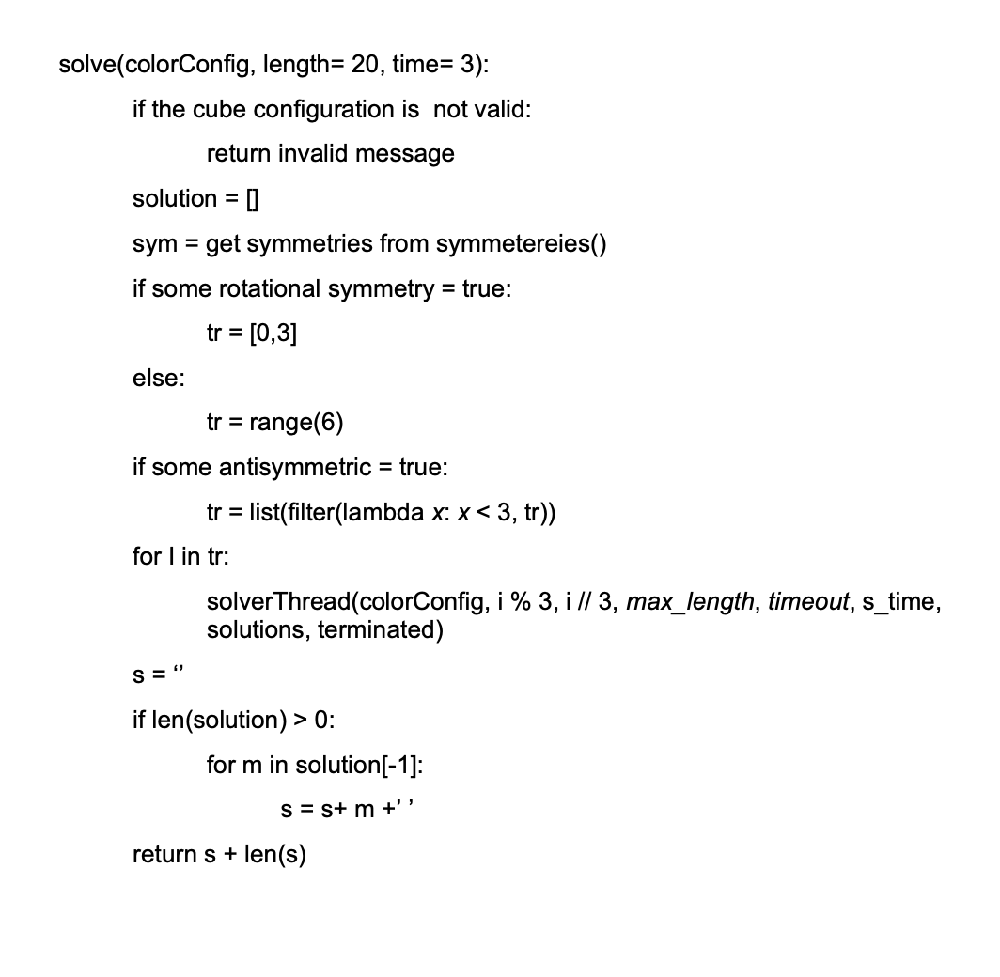 solve(colorConfig, length= 20, time= 3):
if the cube configuration is  not valid:
return invalid message
solution = []
sym = get symmetries from symmetereies()
if some rotational symmetry = true:
tr = [0,3]
else:
tr = range(6)
if some antisymmetric = true:
tr = list(filter(lambda x: x < 3, tr))
for I in tr:
solverThread(colorConfig, i % 3, i // 3, max_length, timeout, s_time,
solutions, terminated)
s = ‘’
if len(solution) > 0:
for m in solution[-1]:
s = s+ m +’ ’
return s + len(s)